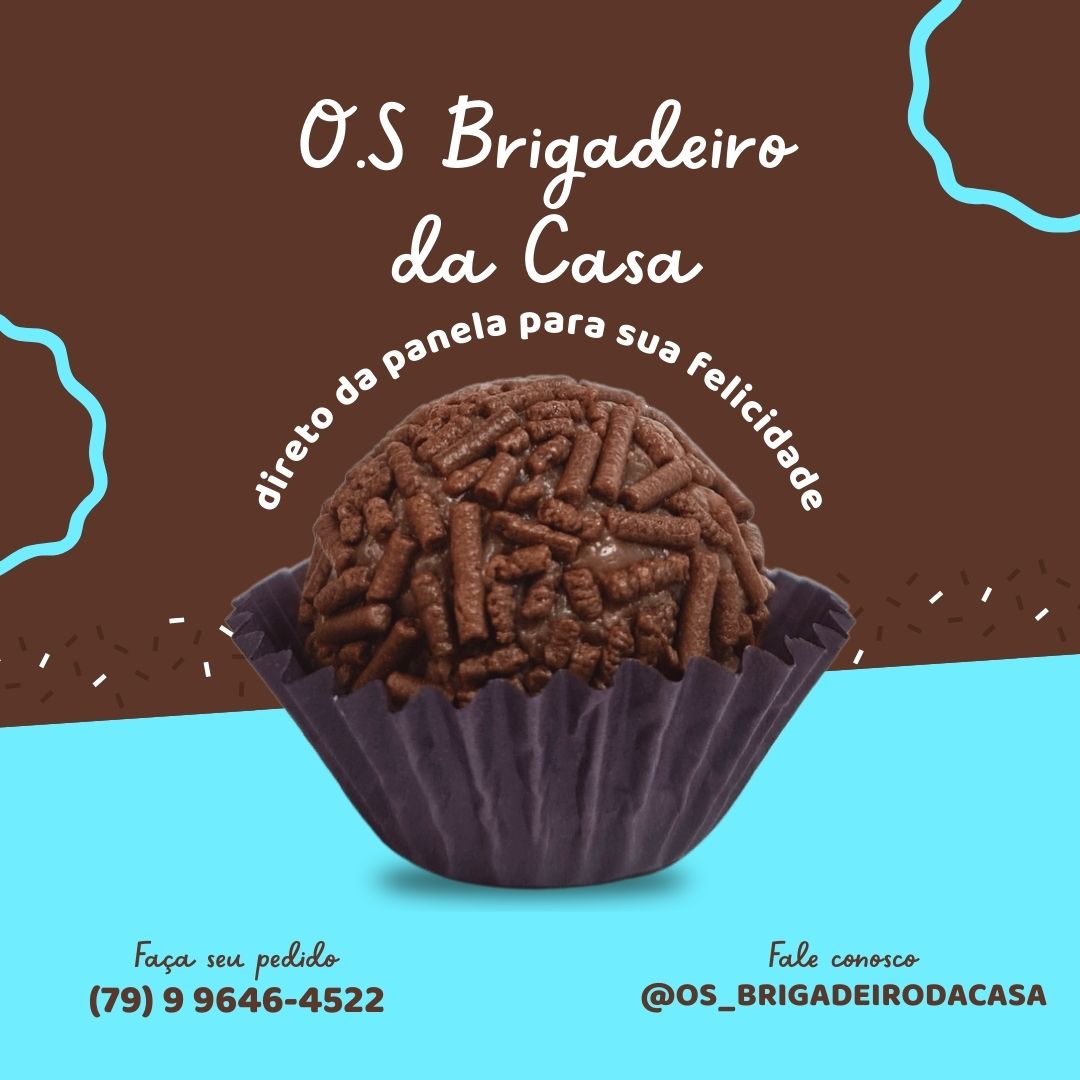 O.S Brigadeiro
da Casa
direto da panela para sua felicidade
Faça seu pedido
(79) 9 9646-4522
Fale conosco
@OS_BRIGADEIRODACASA